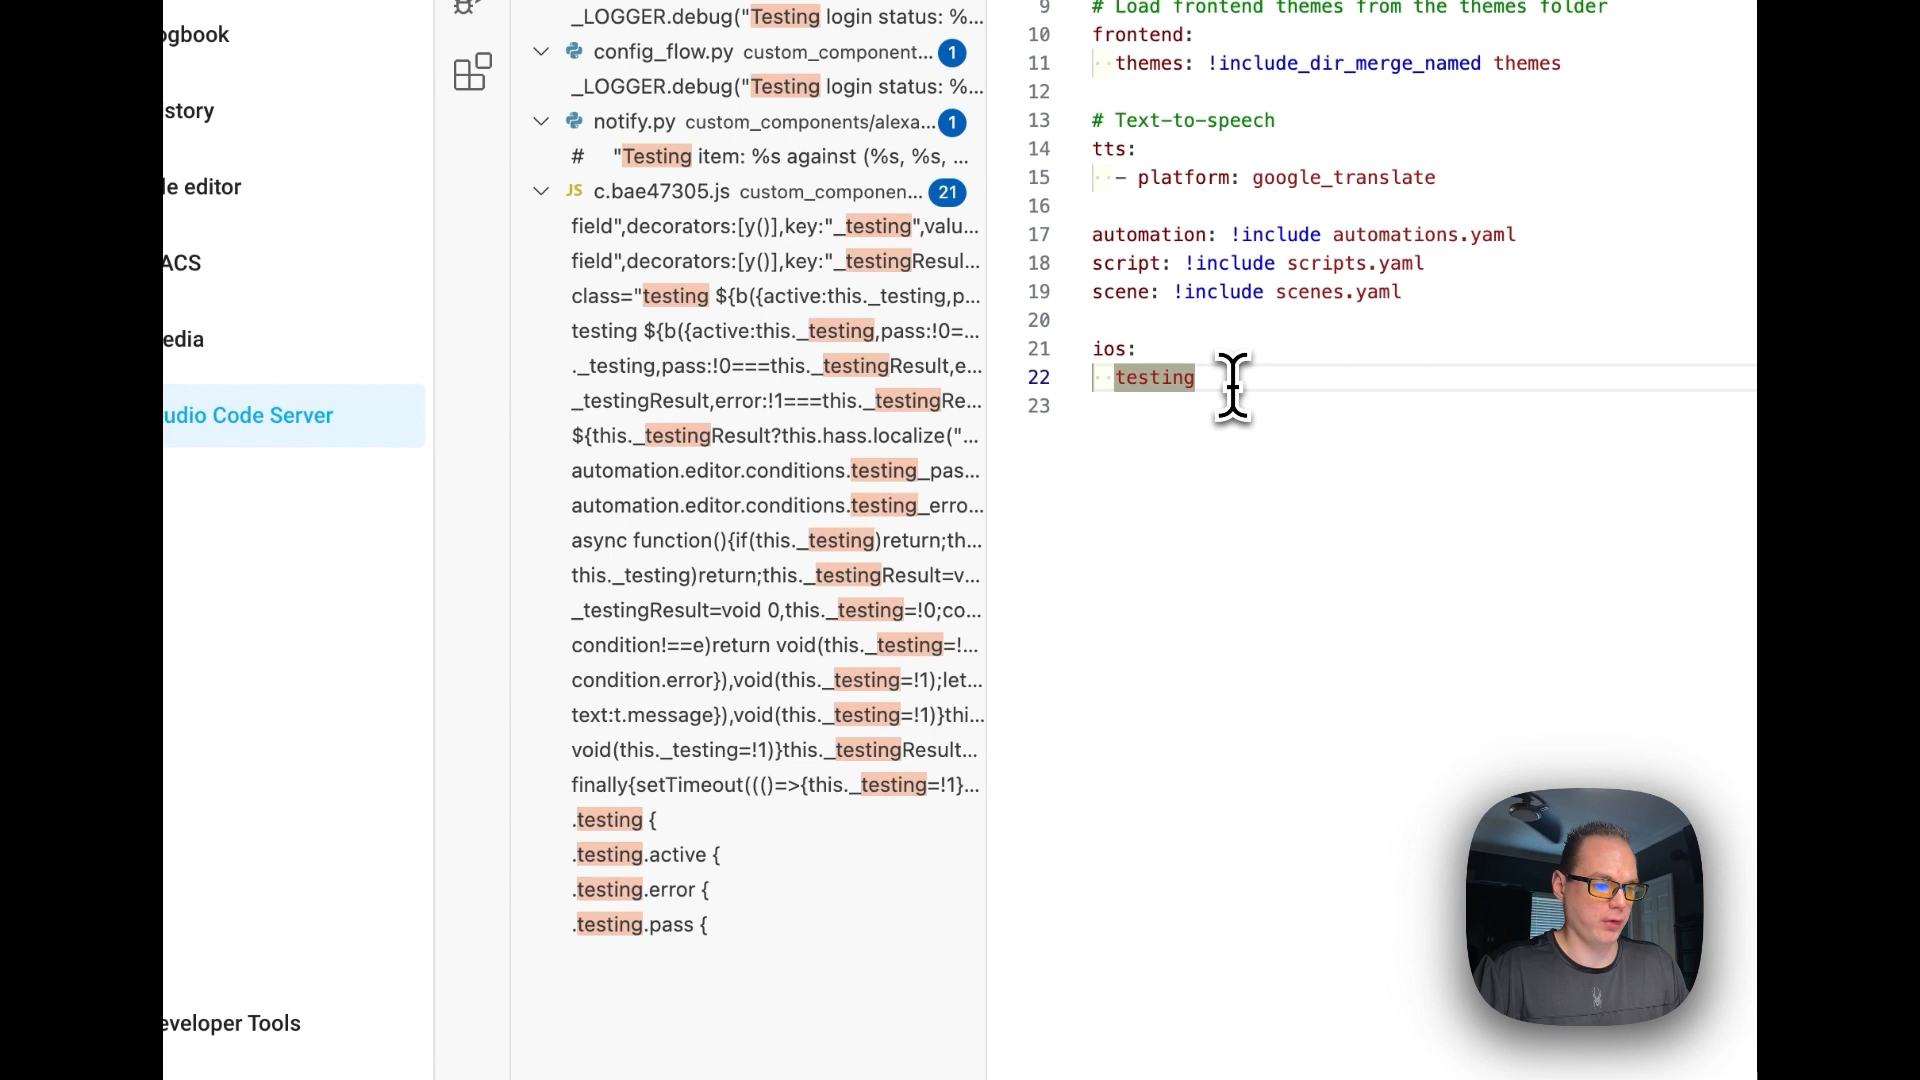 ogbook
story
le editor
ACS
edia
udio Code Server
eveloper Tools
_LOGGER.debug("Testing login status: %...
config_flow.py custom_component... 1
_LOGGER.debug("Testing login status: %...
notify.py custom_components/alexa... 1
# "Testing item: %s against (%s, %s, ...
JS c.bae47305.js custom_componen... 21
field",decorators:[y()],key:"_testing",valu...
field",decorators:[y()],key:"_testingResul...
class="testing ${b({active:this._testing,p...
testing ${b({active:this._testing,pass:!0=...
._testing,pass:!0===this._testingResult,e...
_testingResult,error:!1===this._testingRe...
${this._testingResult?this.hass.localize("...
automation.editor.conditions.testing_pas...
automation.editor.conditions.testing_erro...
async function(){if(this._testing)return;th...
this._testing)return;this._testingResult=v...
_testingResult=void 0,this._testing=!0;co...
condition!==e)return void(this._testing=!...
condition.error}),void(this._testing=!1);let...
text:t.message}),void(this._testing=!1)}thi...
void(this._testing=!1)}this._testingResult...
finally{setTimeout((()=>{this._testing=!1}...
.testing {
.testing.active {
.testing.error {
.testing.pass {
9 # Load frontend themes from the themes folder
10 frontend:
11 themes: !include_dir_merge_named themes
12
13 # Text-to-speech
14 tts:
15 - platform: google_translate
16
17 automation: !include automations.yaml
18 script: !include scripts.yaml
19 scene: !include scenes.yaml
20
21 ios:
22 testing
23